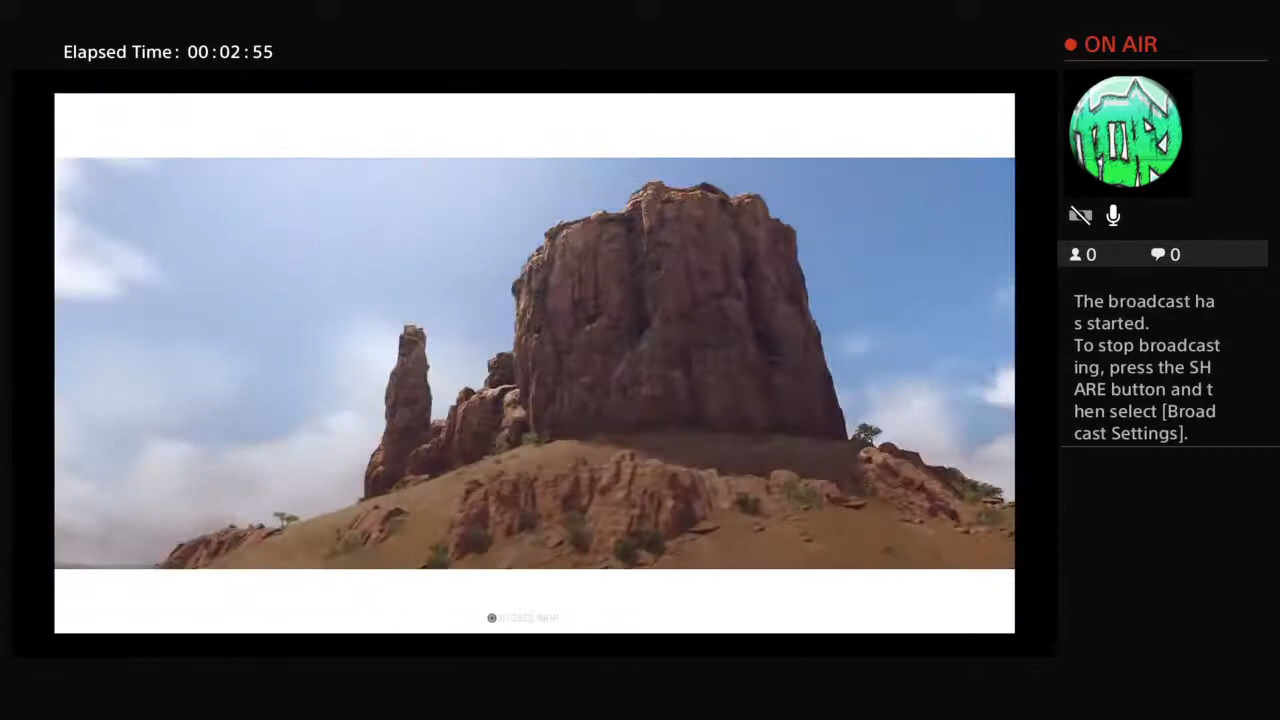 Elapsed Time: 00:02:55
ON AIR
0 0
The broadcast ha
s started.
To stop broadcast
ing, press the SH
ARE button and t
hen select [Broad
cast Settings].